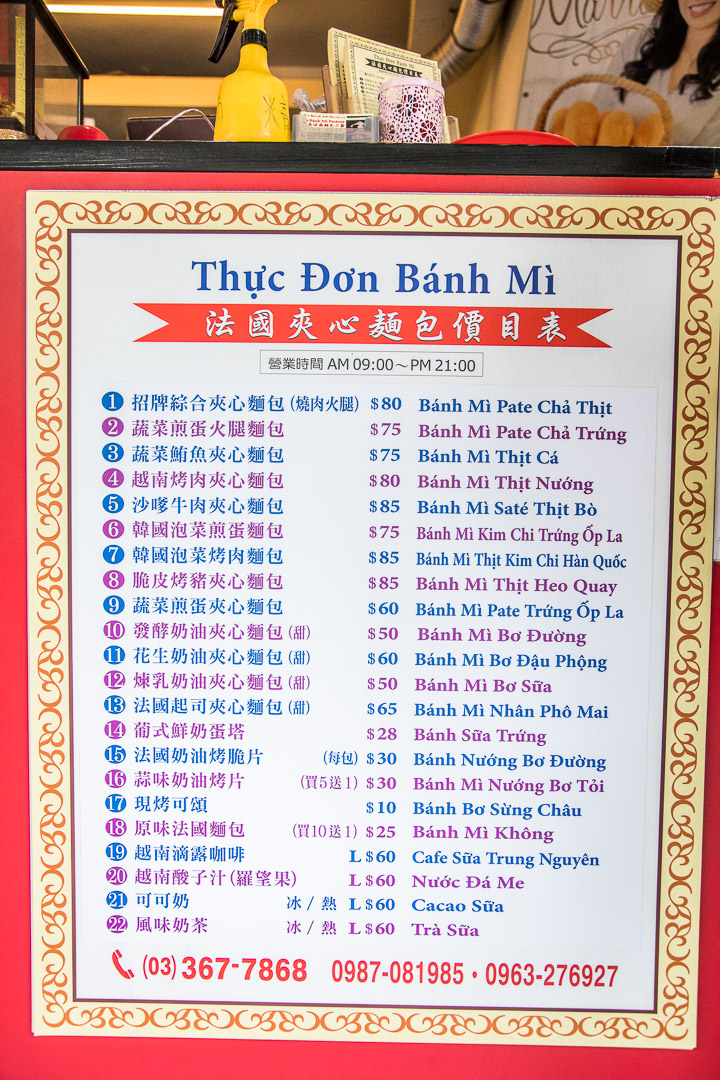 Thực Đơn Bánh Mì
Thực Đơn Bánh Mì
法國夾心麵包價目表
營業時間 AM 09:00～PM 21:00
1 招牌綜合夾心麵包(燒肉火腿) $80 Bánh Mì Pate Chả Thịt
2 蔬菜煎蛋火腿麵包 $75 Bánh Mì Pate Chả Trứng
3 蔬菜鮪魚夾心麵包 $75 Bánh Mì Thịt Cá
4 越南烤肉夾心麵包 $80 Bánh Mì Thịt Nướng
5 沙嗲牛肉夾心麵包 $85 Bánh Mì Saté Thịt Bò
6 韓國泡菜煎蛋麵包 $75 Bánh Mì Kim Chi Trứng Ốp La
7 韓國泡菜烤肉麵包 $85 Bánh Mì Thịt Kim Chi Hàn Quốc
8 脆皮烤豬夾心麵包 $85 Bánh Mì Thịt Heo Quay
9 蔬菜煎蛋夾心麵包 $60 Bánh Mì Pate Trứng Ốp La
10 發酵奶油夾心麵包(甜) $50 Bánh Mì Bơ Đường
11 花生奶油夾心麵包(甜) $60 Bánh Mì Bơ Đậu Phộng
12 煉乳奶油夾心麵包(甜) $50 Bánh Mì Bơ Sữa
13 法國起司夾心麵包(甜) $65 Bánh Mì Nhân Phô Mai
14 葡式鮮奶蛋塔 $28 Bánh Sữa Trứng
15 法國奶油烤脆片 (每包) $30 Bánh Nướng Bơ Đường
16 蒜味奶油烤片 (買5送1) $30 Bánh Mì Nướng Bơ Tỏi
17 現烤可頌 $10 Bánh Bơ Sừng Châu
18 原味法國麵包 (買10送1) $25 Bánh Mì Không
19 越南滴露咖啡 L $60 Cafe Sữa Trung Nguyên
20 越南酸子汁(羅望果) L $60 Nước Đá Me
21 可可奶 冰 / 熱 L $60 Cacao Sữa
22 風味奶茶 冰 / 熱 L $60 Trà Sữa
(03) 367-7868 0987-081985・0963-276927